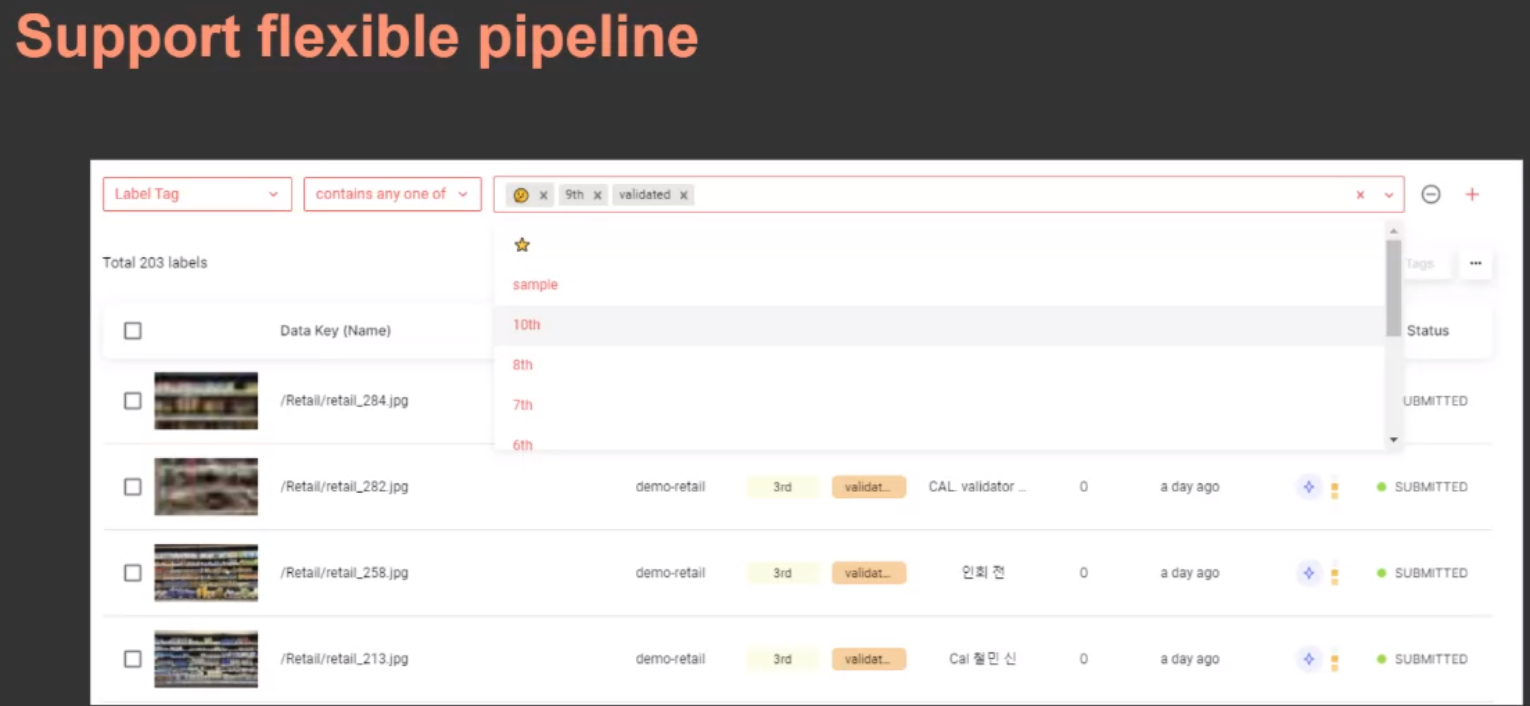 Support flexible pipeline
Label Tag contains any one of 9th validated
Total 203 labels Tags
sample
Data Key (Name) 10th Status
8th
/Retail/retail_284.jpg UBMITTED
7th
6th
/Retail/retail_282.jpg demo-retail 3rd validat... CAL. validator ... 0 a day ago SUBMITTED
/Retail/retail_258.jpg demo-retail 3rd validat... 인회 전 0 a day ago SUBMITTED
/Retail/retail_213.jpg demo-retail 3rd validat... Cal 철민 신 0 a day ago SUBMITTED